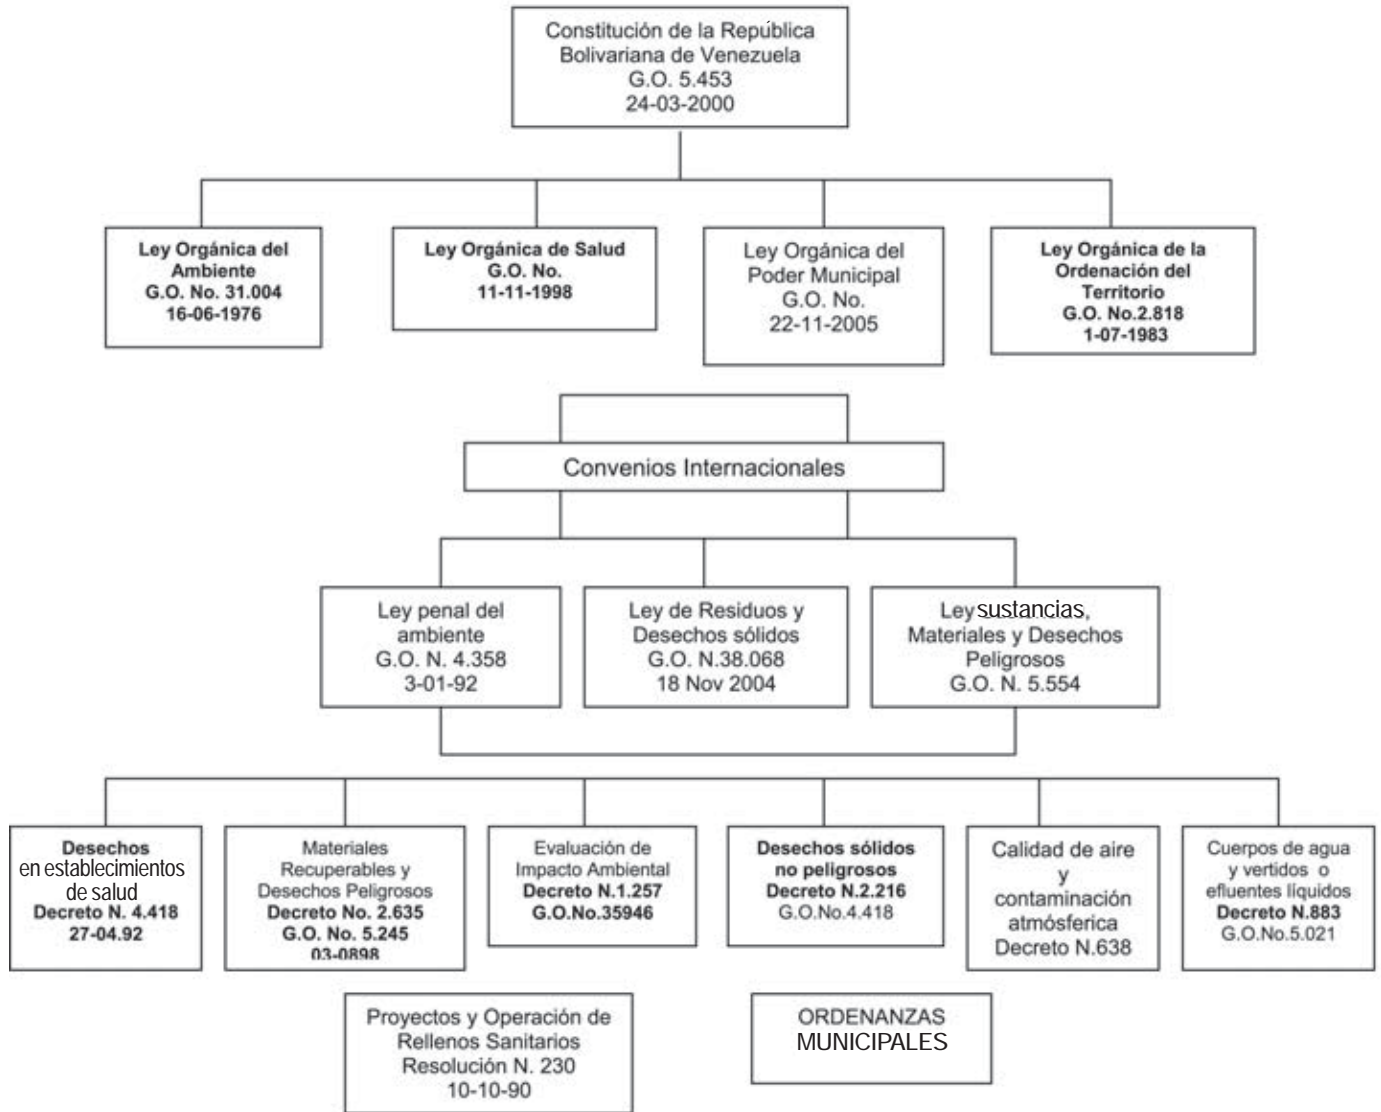 Constitución de la República
Bolivariana de Venezuela
G.O. 5.453
24-03-2000
Ley Orgánica del
Ambiente
G.O. No. 31.004
16-06-1976
Ley Orgánica de Salud
G.O. No.
11-11-1998
Ley Orgánica del
Poder Municipal
G.O. No.
22-11-2005
Ley Orgánica de la
Ordenación del
Territorio
G.O. No.2.818
1-07-1983
Convenios Internacionales
Ley penal del
ambiente
G.O. N. 4.358
3-01-92
Ley de Residuos y
Desechos sólidos
G.O. N.38.068
18 Nov 2004
Ley sustancias,
Materiales y Desechos
Peligrosos
G.O. N. 5.554
Desechos
en establecimientos
de salud
Decreto N. 4.418
27-04.92
Materiales
Recuperables y
Desechos Peligrosos
Decreto No. 2.635
G.O. No. 5.245
03-0898
Evaluación de
Impacto Ambiental
Decreto N.1.257
G.O.No.35946
Desechos sólidos
no peligrosos
Decreto N.2.216
G.O.No.4.418
Calidad de aire
y
contaminación
atmósferica
Decreto N.638
Cuerpos de agua
y vertidos o
efluentes líquidos
Decreto N.883
G.O.No.5.021
Proyectos y Operación de
Rellenos Sanitarios
Resolución N. 230
10-10-90
ORDENANZAS
MUNICIPALES